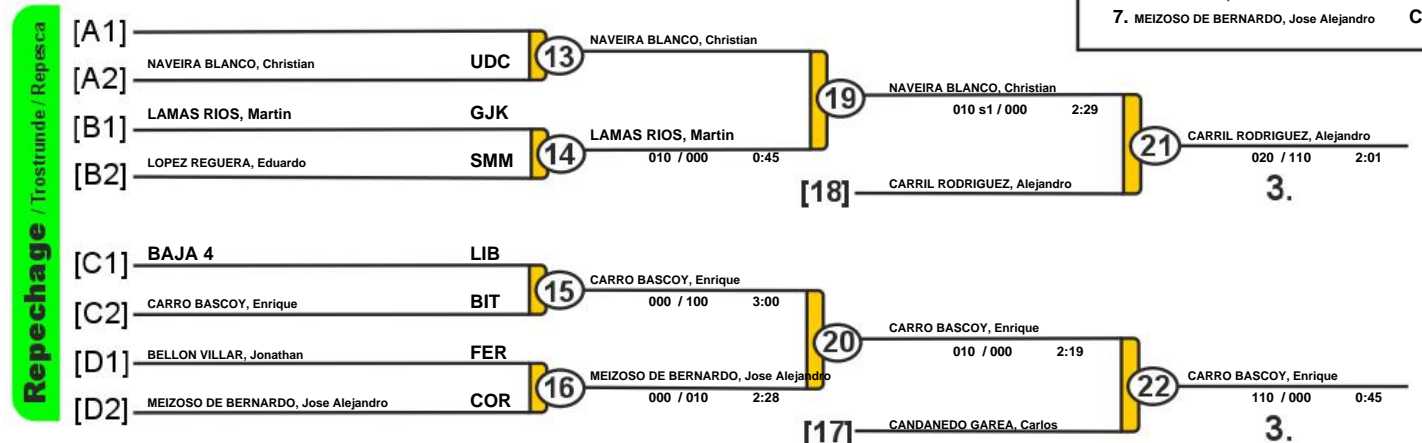 7. MEIZOSO DE BERNARDO, Jose Alejandro C
Repechage / Trostrunde / Repesca
[A1]
NAVEIRA BLANCO, Christian UDC
[A2]
13
NAVEIRA BLANCO, Christian
[B1]
LAMAS RIOS, Martin GJK
LOPEZ REGUERA, Eduardo SMM
[B2]
14
LAMAS RIOS, Martin
010 / 000 0:45
19
NAVEIRA BLANCO, Christian
010 s1 / 000 2:29
[18] CARRIL RODRIGUEZ, Alejandro
21
CARRIL RODRIGUEZ, Alejandro
020 / 110 2:01
3.
[C1] BAJA 4 LIB
[C2] CARRO BASCOY, Enrique BIT
15
CARRO BASCOY, Enrique
000 / 100 3:00
[D1] BELLON VILLAR, Jonathan FER
[D2] MEIZOSO DE BERNARDO, Jose Alejandro COR
16
MEIZOSO DE BERNARDO, Jose Alejandro
000 / 010 2:28
20
CARRO BASCOY, Enrique
010 / 000 2:19
[17] CANDANEDO GAREA, Carlos
22
CARRO BASCOY, Enrique
110 / 000 0:45
3.